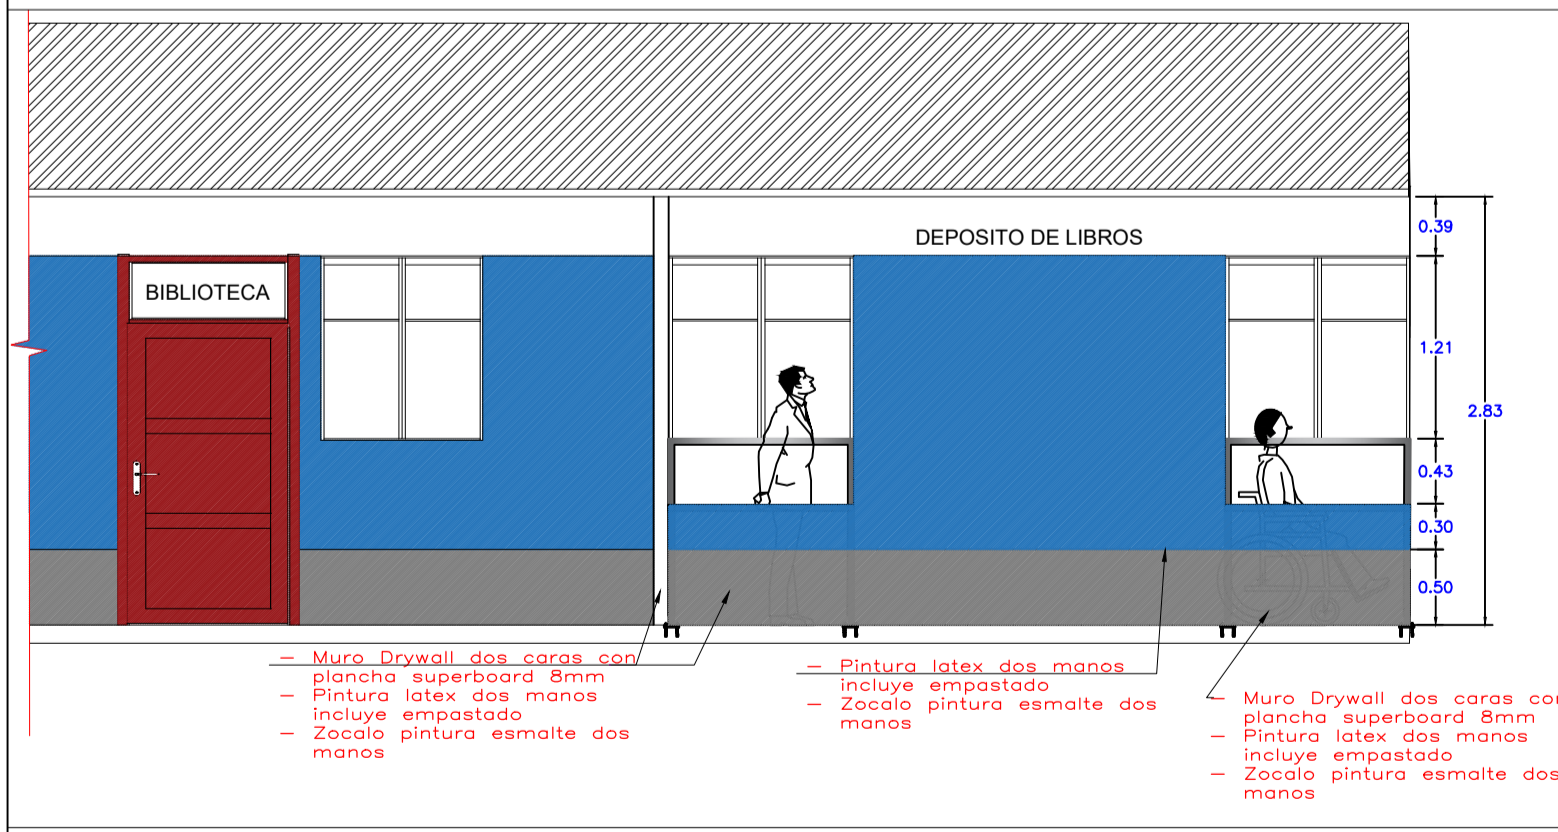 DEPOSITO DE LIBROS
BIBLIOTECA
0.39
1.21
2.83
0.43
0.30
0.50
— Muro Drywall dos caras con
plancha superboard 8mm
— Pintura latex dos manos
incluye empastado
— Zocalo pintura esmalte dos
manos
— Pintura latex dos manos
incluye empastado
— Zocalo pintura esmalte dos
manos
— Muro Drywall dos caras con
plancha superboard 8mm
— Pintura latex dos manos
incluye empastado
— Zocalo pintura esmalte dos
manos